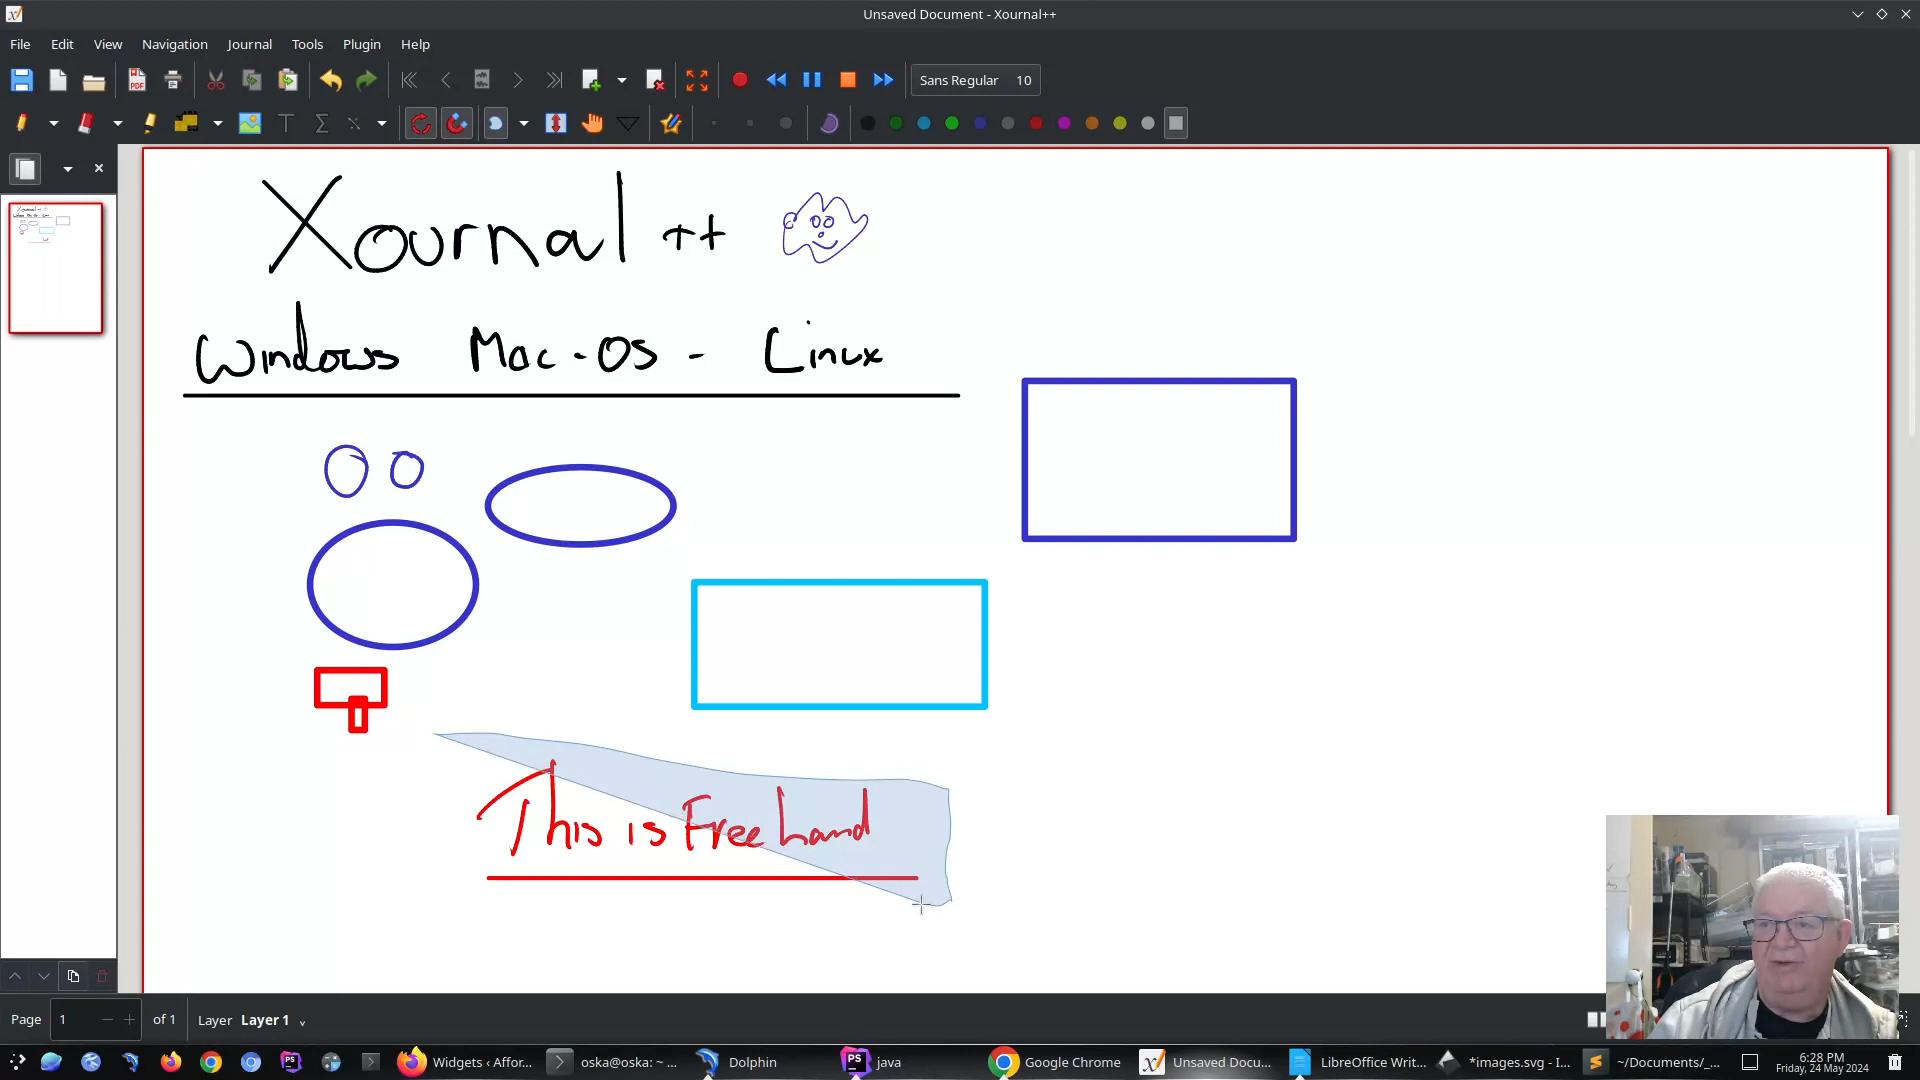 Unsaved Document - Xournal++
File Edit View Navigation Journal Tools Plugin Help
PDF
Sans Regular 10
Xournal ++
Windows Mac-OS - Linux
This is Free hand
Page 1 of 1 Layer Layer 1
Widgets ‹ Affor... oska@oska: ~ ... Dolphin java Google Chrome Unsaved Docu... LibreOffice Writ... *images.svg - I... ~/Documents/_...
6:28 PM
Friday, 24 May 2024